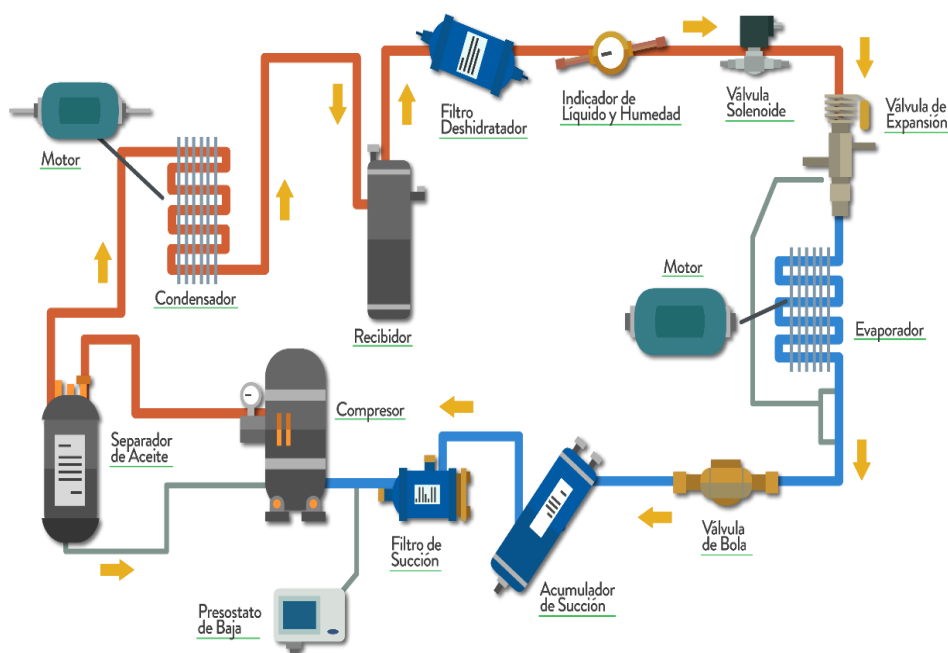 Filtro
Deshidratador
Indicador de
Líquido y Humedad
Válvula
Solenoide
Válvula de
Expansión
Motor
Condensador
Recibidor
Motor
Evaporador
Separador
de Aceite
Compresor
Filtro de
Succión
Acumulador
de Succión
Válvula
de Bola
Presostato
de Baja